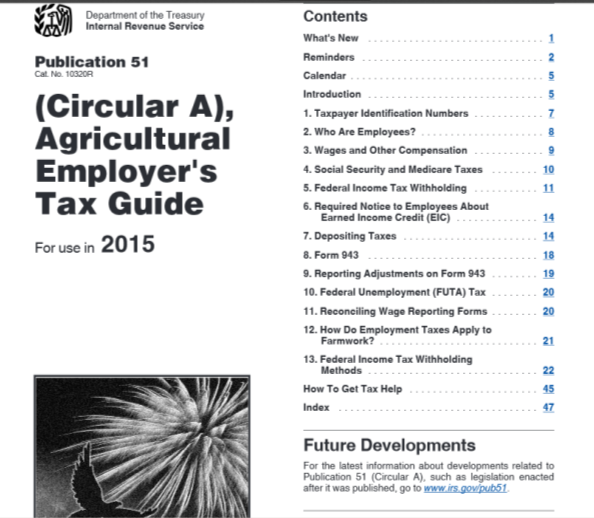 Department of the Treasury
Internal Revenue Service
Publication 51
Cat. No. 10320R
(Circular A),
Agricultural
Employer's
Tax Guide
For use in 2015
Contents
What's New . . . . . . . . . . . . . . . . . . . . . . . . . . . . . . 1
Reminders . . . . . . . . . . . . . . . . . . . . . . . . . . . . . . 2
Calendar . . . . . . . . . . . . . . . . . . . . . . . . . . . . . . . . 5
Introduction . . . . . . . . . . . . . . . . . . . . . . . . . . . . . 5
1. Taxpayer Identification Numbers . . . . . . . . . . . . 7
2. Who Are Employees? . . . . . . . . . . . . . . . . . . . . 8
3. Wages and Other Compensation . . . . . . . . . . . . 9
4. Social Security and Medicare Taxes . . . . . . . . . 10
5. Federal Income Tax Withholding . . . . . . . . . . . . 11
6. Required Notice to Employees About
Earned Income Credit (EIC) . . . . . . . . . . . . . . 14
7. Depositing Taxes . . . . . . . . . . . . . . . . . . . . . . . 14
8. Form 943 . . . . . . . . . . . . . . . . . . . . . . . . . . . . . 18
9. Reporting Adjustments on Form 943 . . . . . . . . . 19
10. Federal Unemployment (FUTA) Tax . . . . . . . . . 20
11. Reconciling Wage Reporting Forms . . . . . . . . . 20
12. How Do Employment Taxes Apply to
Farmwork? . . . . . . . . . . . . . . . . . . . . . . . . . . . 21
13. Federal Income Tax Withholding
Methods . . . . . . . . . . . . . . . . . . . . . . . . . . . . . 22
How To Get Tax Help . . . . . . . . . . . . . . . . . . . . . . 45
Index . . . . . . . . . . . . . . . . . . . . . . . . . . . . . . . . . . 47
Future Developments
For the latest information about developments related to
Publication 51 (Circular A), such as legislation enacted
after it was published, go to www.irs.gov/pub51.